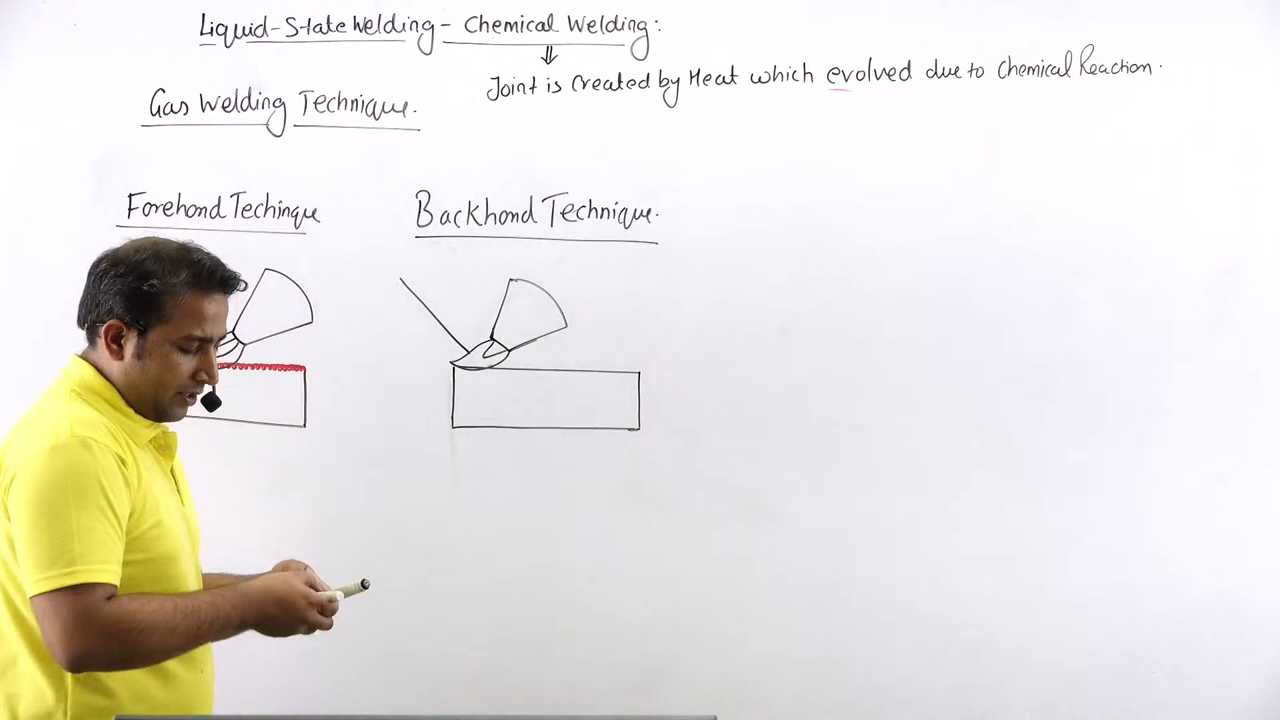 Liquid-State Welding - Chemical Welding:
⇓
Joint is Created by Heat which evolved due to Chemical Reaction.
Gas Welding Technique.
Forehond Techinque
Backhond Technique.